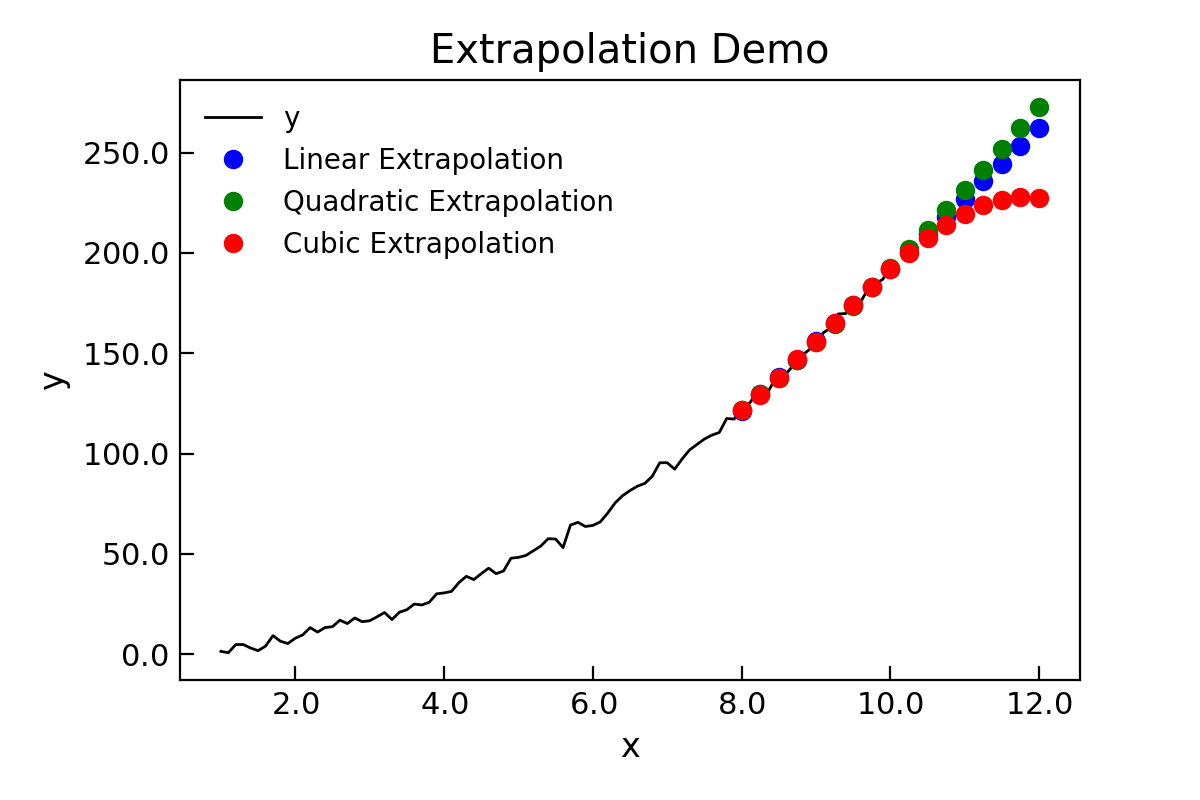 Extrapolation Demo
y
Linear Extrapolation
Quadratic Extrapolation
Cubic Extrapolation
250.0
200.0
150.0
100.0
50.0
0.0
y
2.0 4.0 6.0 8.0 10.0 12.0
x